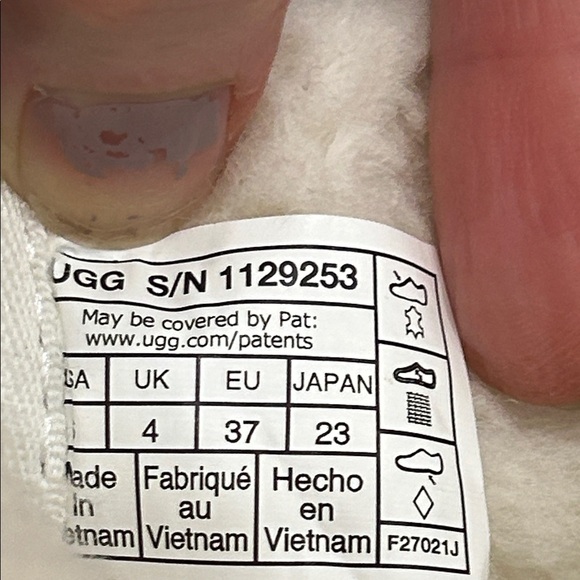 UGG S/N 1129253
May be covered by Pat:
www.ugg.com/patents
UK EU JAPAN
4 37 23
Fabriqué Hecho
in au en
Vietnam Vietnam
F27021J